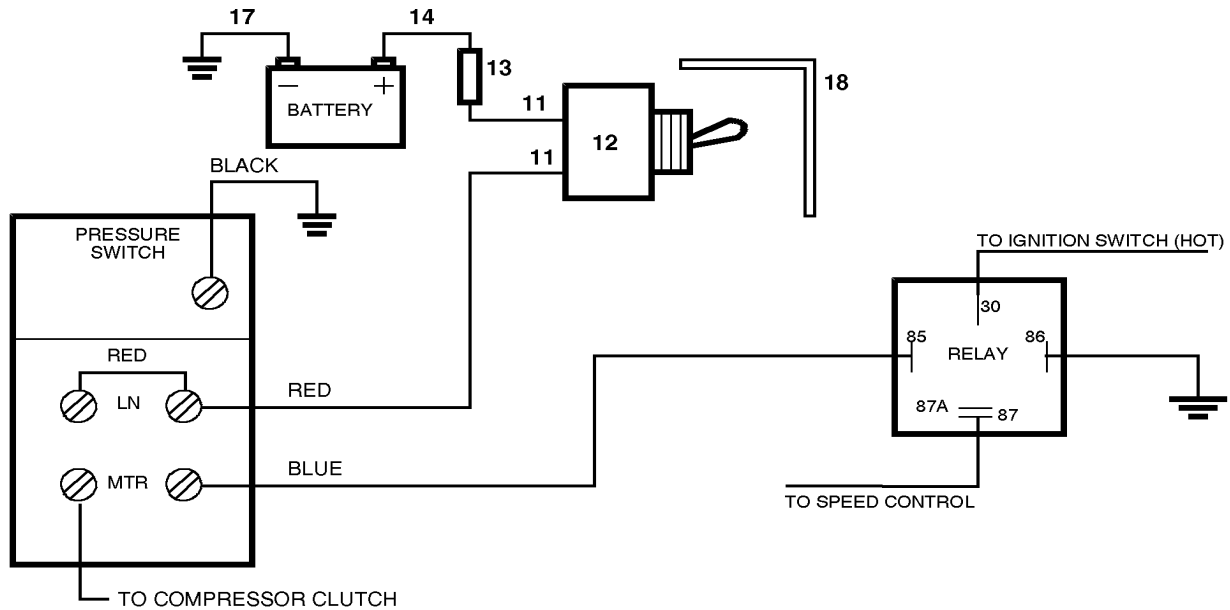 17
14
13
18
11
12
11
− +
BATTERY
BLACK
PRESSURE
SWITCH
TO IGNITION SWITCH (HOT)
30
85
86
RELAY
RED
LN
RED
87A
87
MTR
BLUE
TO SPEED CONTROL
TO COMPRESSOR CLUTCH